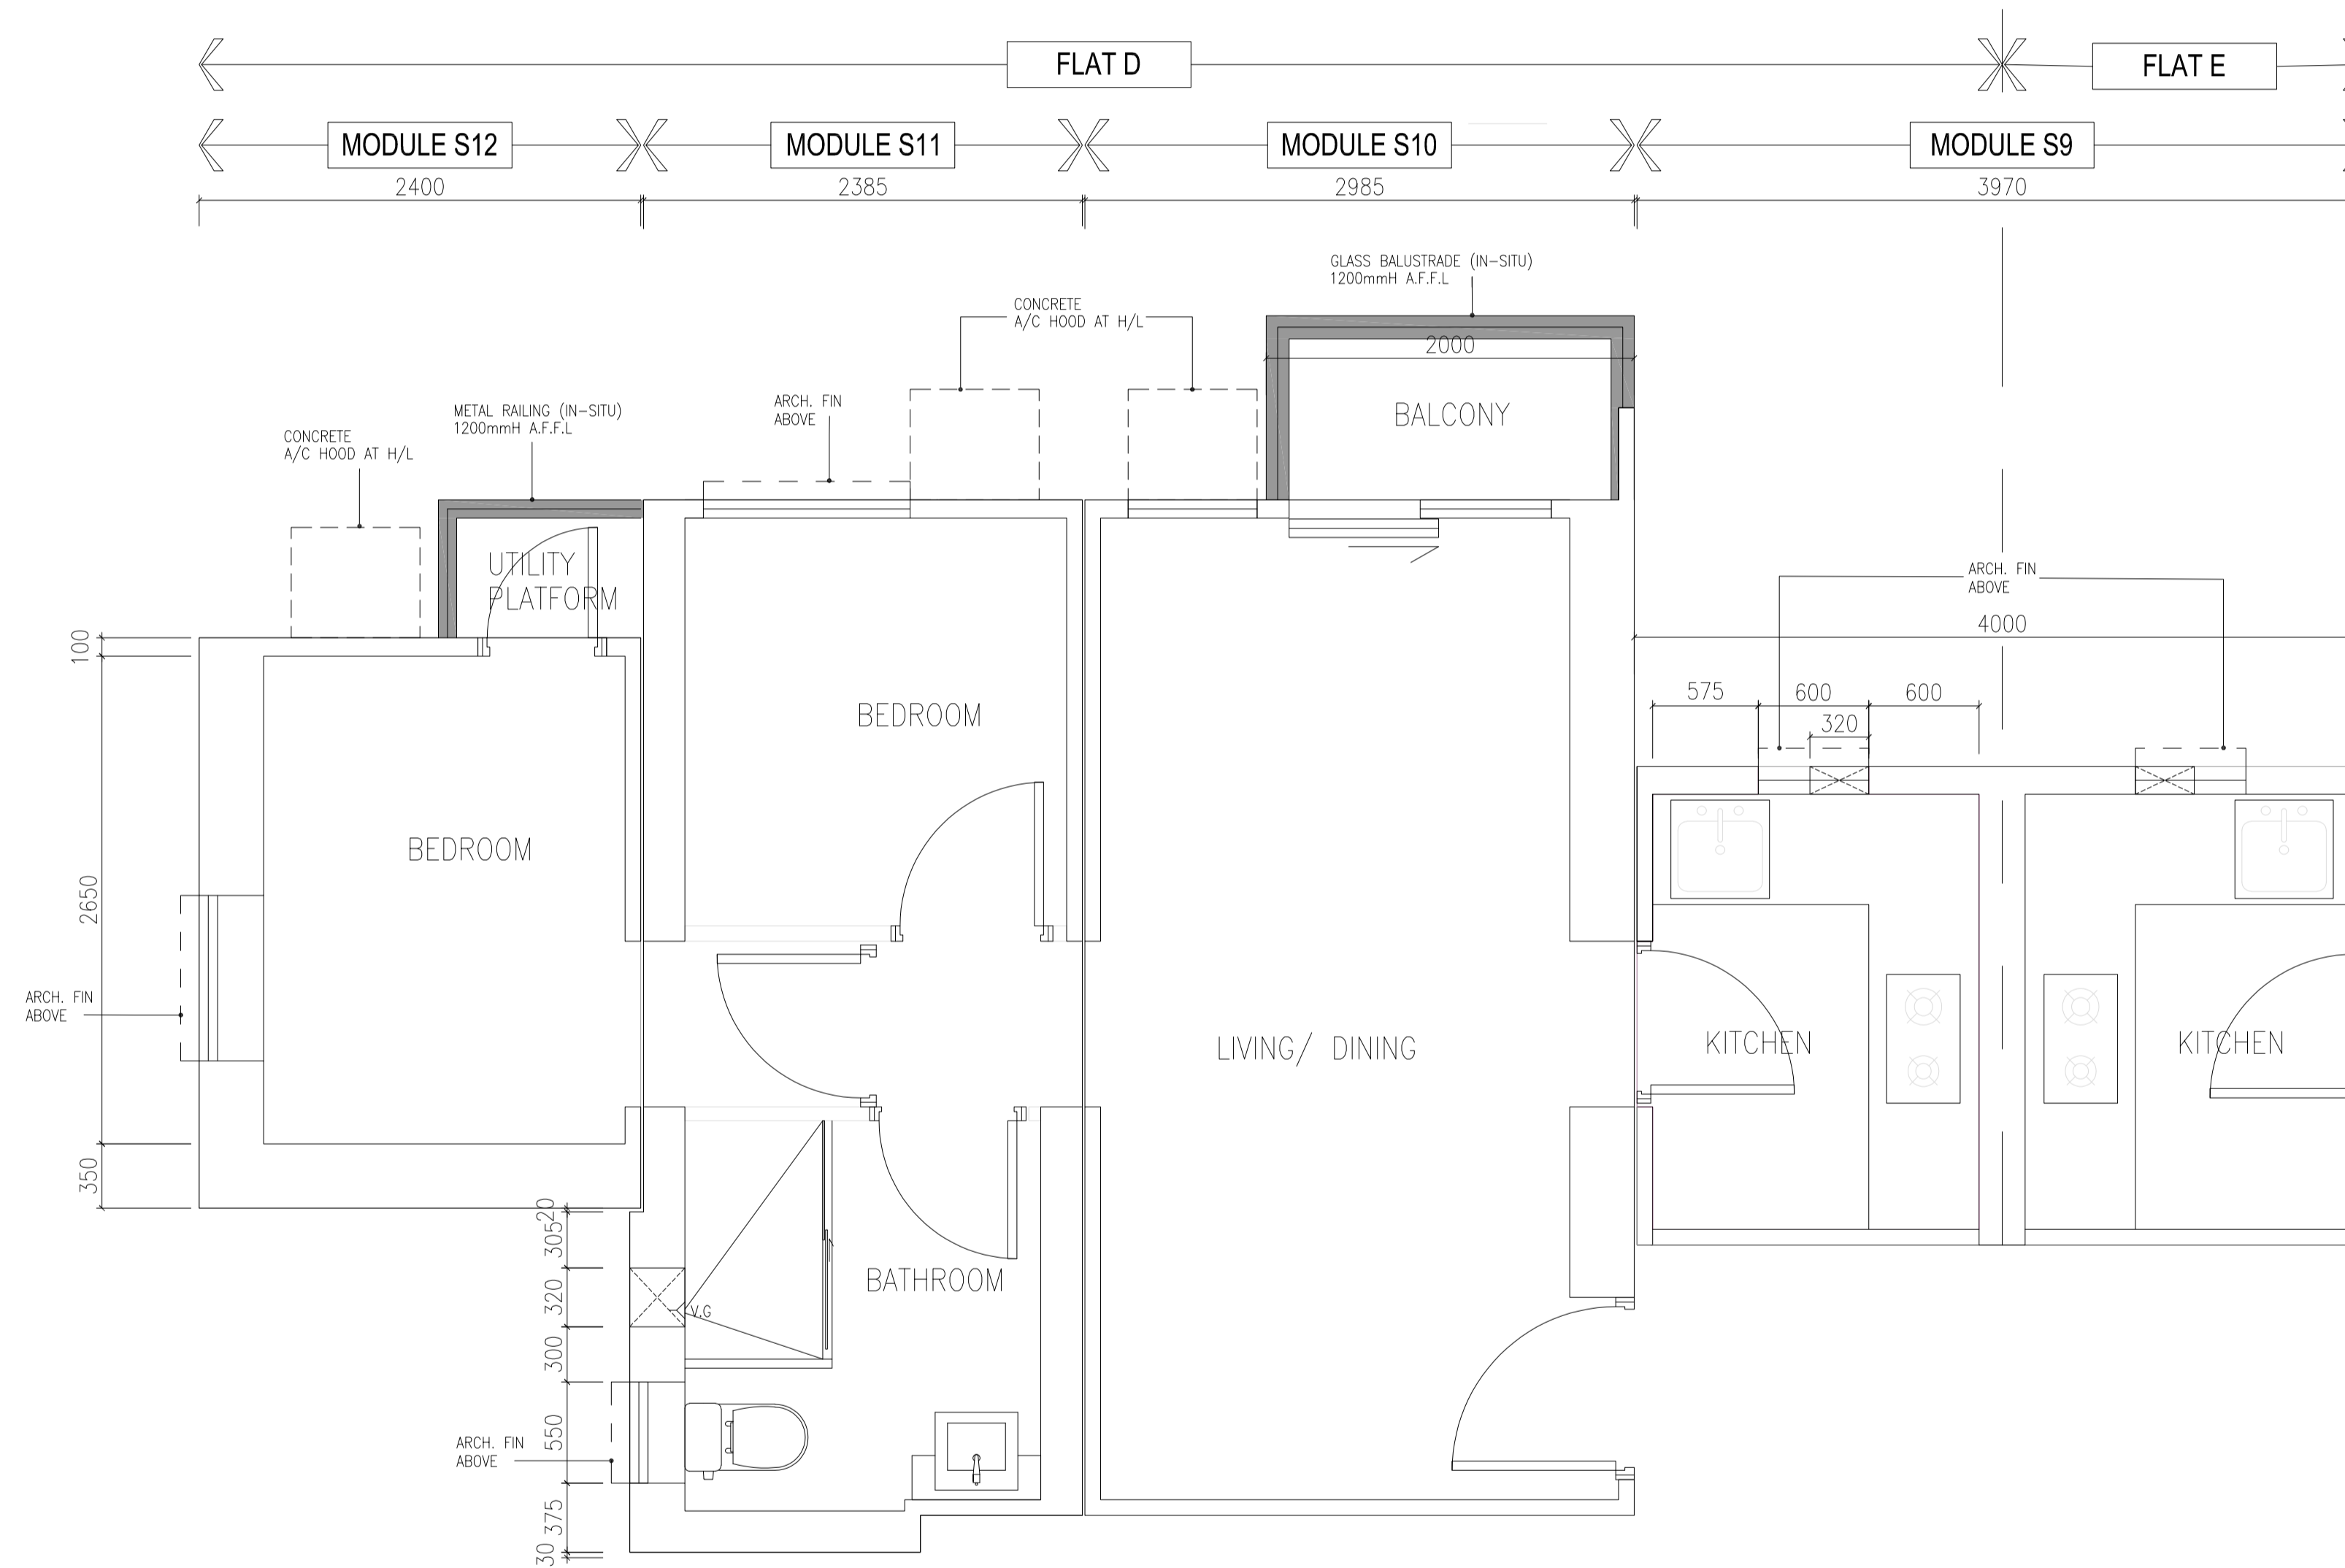 FLAT D
FLAT E
MODULE S12
MODULE S11
MODULE S10
MODULE S9
2400
2385
2985
3970
GLASS BALUSTRADE (IN-SITU)
1200mmH A.F.F.L
CONCRETE
A/C HOOD AT H/L
2000
ARCH. FIN
ABOVE
METAL RAILING (IN-SITU)
1200mmH A.F.F.L
BALCONY
CONCRETE
A/C HOOD AT H/L
UTILITY
PLATFORM
ARCH. FIN
ABOVE
4000
100
575
600
600
320
BEDROOM
BEDROOM
2650
ARCH. FIN
ABOVE
LIVING/ DINING
KITCHEN
KITCHEN
350
20
305
BATHROOM
320
V.G
300
550
ARCH. FIN
ABOVE
375
30